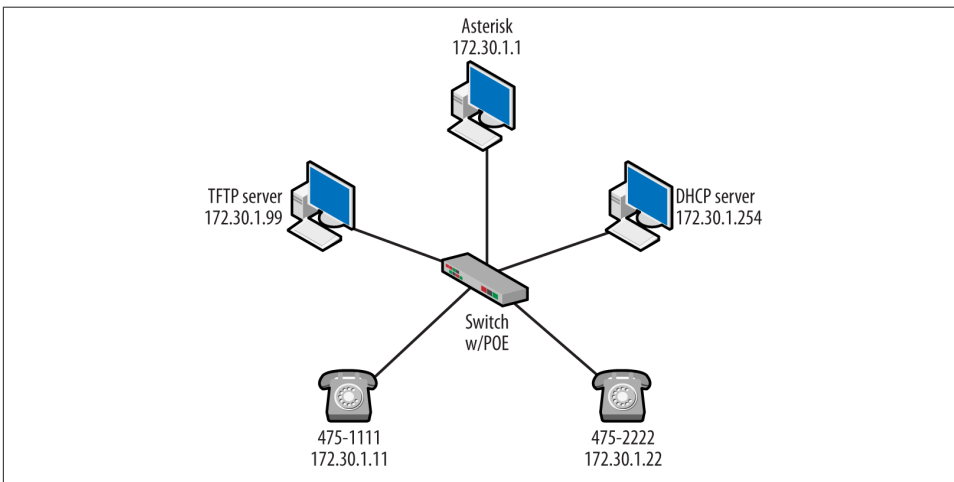 Asterisk
172.30.1.1
TFTP server
172.30.1.99
DHCP server
172.30.1.254
Switch
w/POE
475-1111
172.30.1.11
475-2222
172.30.1.22